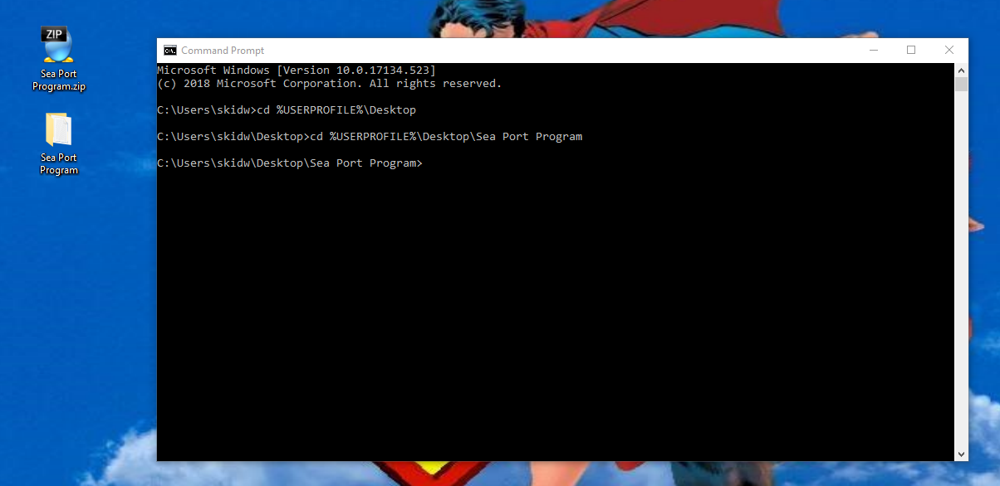 ZIP
Sea Port
Program.zip
Sea Port
Program
C:\.
Command Prompt
Microsoft Windows [Version 10.0.17134.523]
(c) 2018 Microsoft Corporation. All rights reserved.
C:\Users\skidw>cd %USERPROFILE%\Desktop
C:\Users\skidw\Desktop>cd %USERPROFILE%\Desktop\Sea Port Program
C:\Users\skidw\Desktop\Sea Port Program>